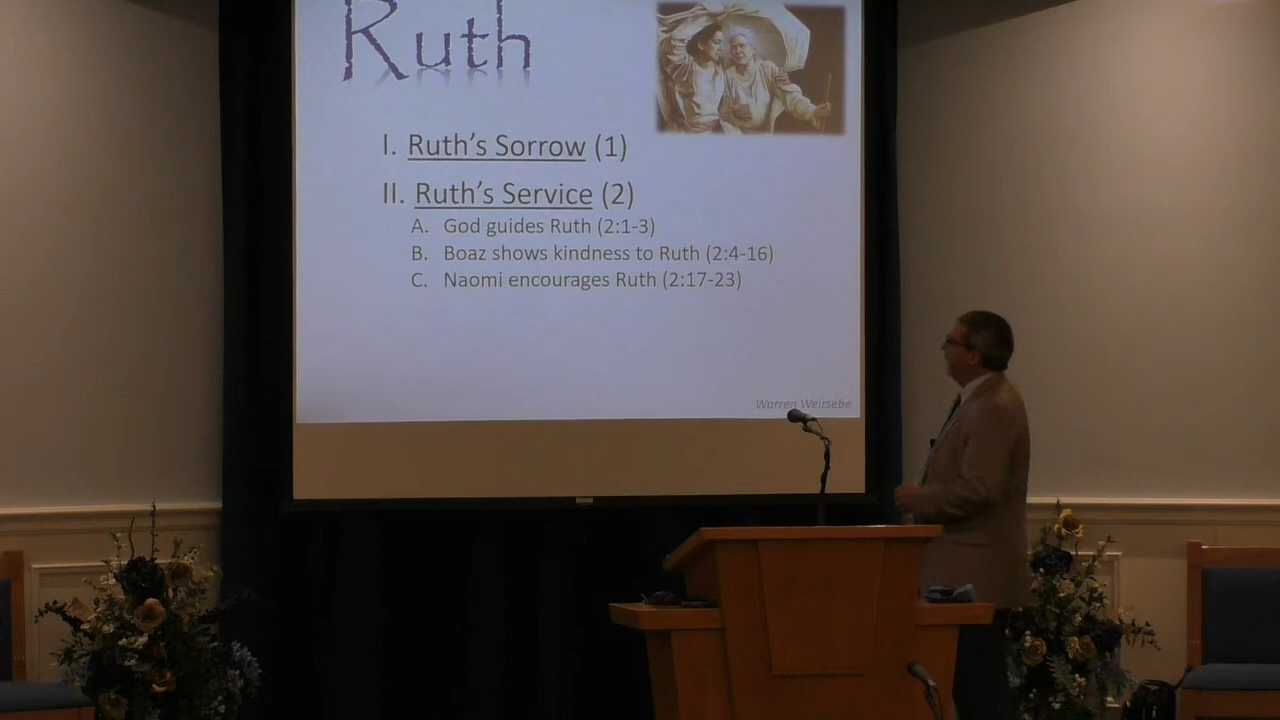 Ruth
I. Ruth's Sorrow (1)
II. Ruth's Service (2)
A. God guides Ruth (2:1-3)
B. Boaz shows kindness to Ruth (2:4-16)
C. Naomi encourages Ruth (2:17-23)
Warren Weirsebe